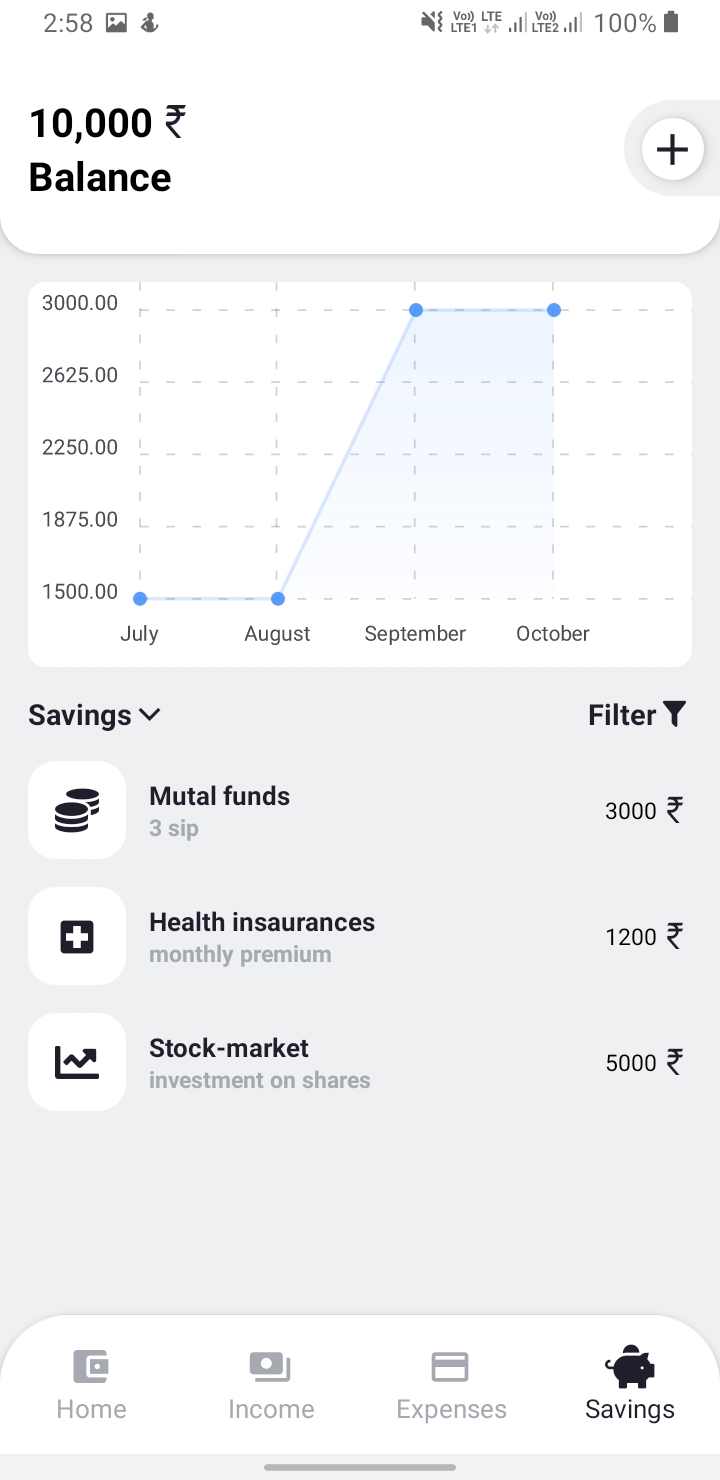 2:58 Vo) LTE1 LTE Vo) LTE2 100%
10,000 ₹
Balance
3000.00
2625.00
2250.00
1875.00
1500.00
July August September October
Savings Filter
Mutal funds
3 sip
3000 ₹
Health insaurances
monthly premium
1200 ₹
Stock-market
investment on shares
5000 ₹
Home Income Expenses Savings